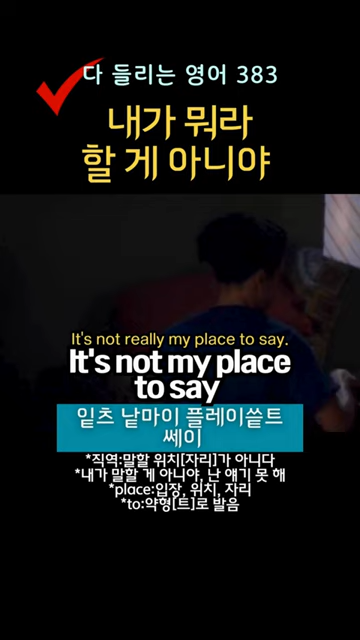 다 들리는 영어 383
내가 뭐라
할 게 아니야
It's not really my place to say.
It's not my place
to say
잍츠 낱마이 플레이쓭트
쎄이
*직역:말할 위치[자리]가 아니다
*내가 말할 게 아니야, 난 얘기 못 해
*place:입장, 위치, 자리
*to:약형[트]로 발음